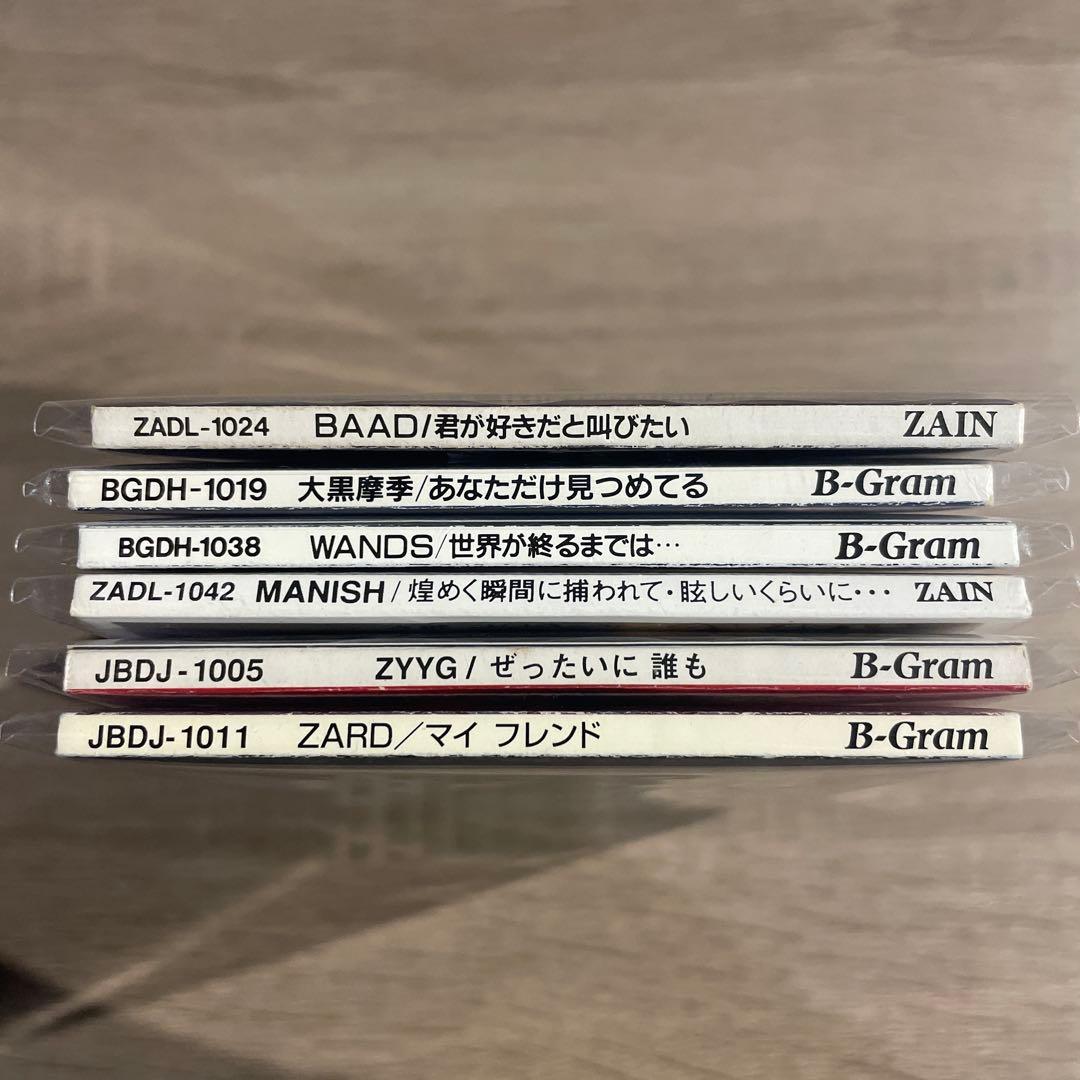 ZADL-1024 BAAD/君が好きだと叫びたい ZAIN
BGDH-1019 大黒摩季/あなただけ見つめてる B-Gram
BGDH-1038 WANDS/世界が終るまでは… B-Gram
ZADL-1042 MANISH/煌めく瞬間に捕われて・眩しいくらいに・・・ ZAIN
JBDJ-1005 ZYYG/ぜったいに 誰も B-Gram
JBDJ-1011 ZARD/マイ フレンド B-Gram